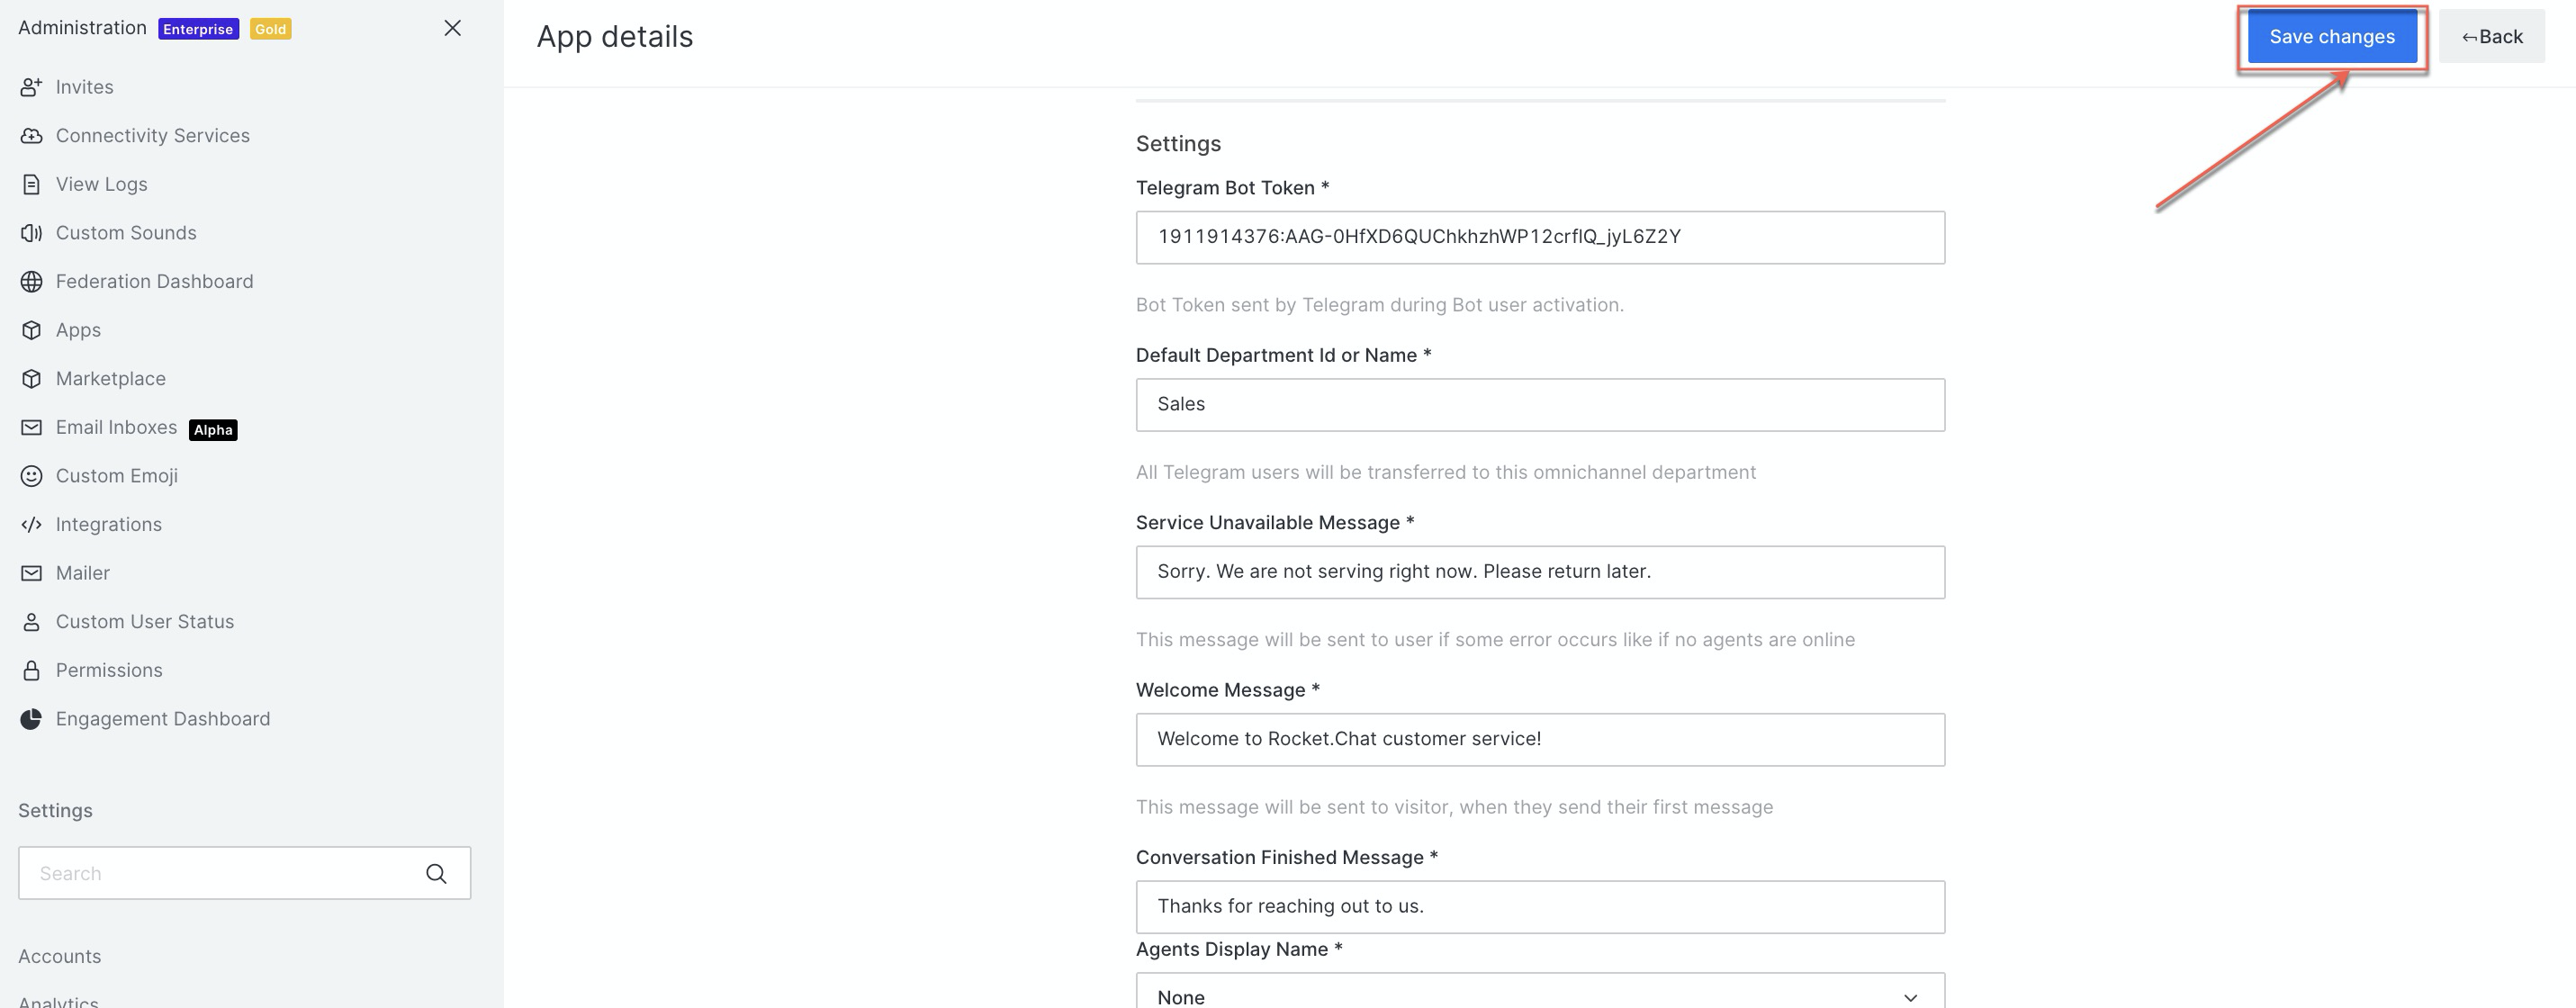 Administration Enterprise Gold
Invites
Connectivity Services
View Logs
Custom Sounds
Federation Dashboard
Apps
Marketplace
Email Inboxes Alpha
Custom Emoji
Integrations
Mailer
Custom User Status
Permissions
Engagement Dashboard
Settings
Search
Accounts
Analytics
App details
Save changes
←Back
Settings
Telegram Bot Token *
1911914376:AAG-0HfXD6QUChkhzhWP12crflQ_jyL6Z2Y
Bot Token sent by Telegram during Bot user activation.
Default Department Id or Name *
Sales
All Telegram users will be transferred to this omnichannel department
Service Unavailable Message *
Sorry. We are not serving right now. Please return later.
This message will be sent to user if some error occurs like if no agents are online
Welcome Message *
Welcome to Rocket.Chat customer service!
This message will be sent to visitor, when they send their first message
Conversation Finished Message *
Thanks for reaching out to us.
Agents Display Name *
None